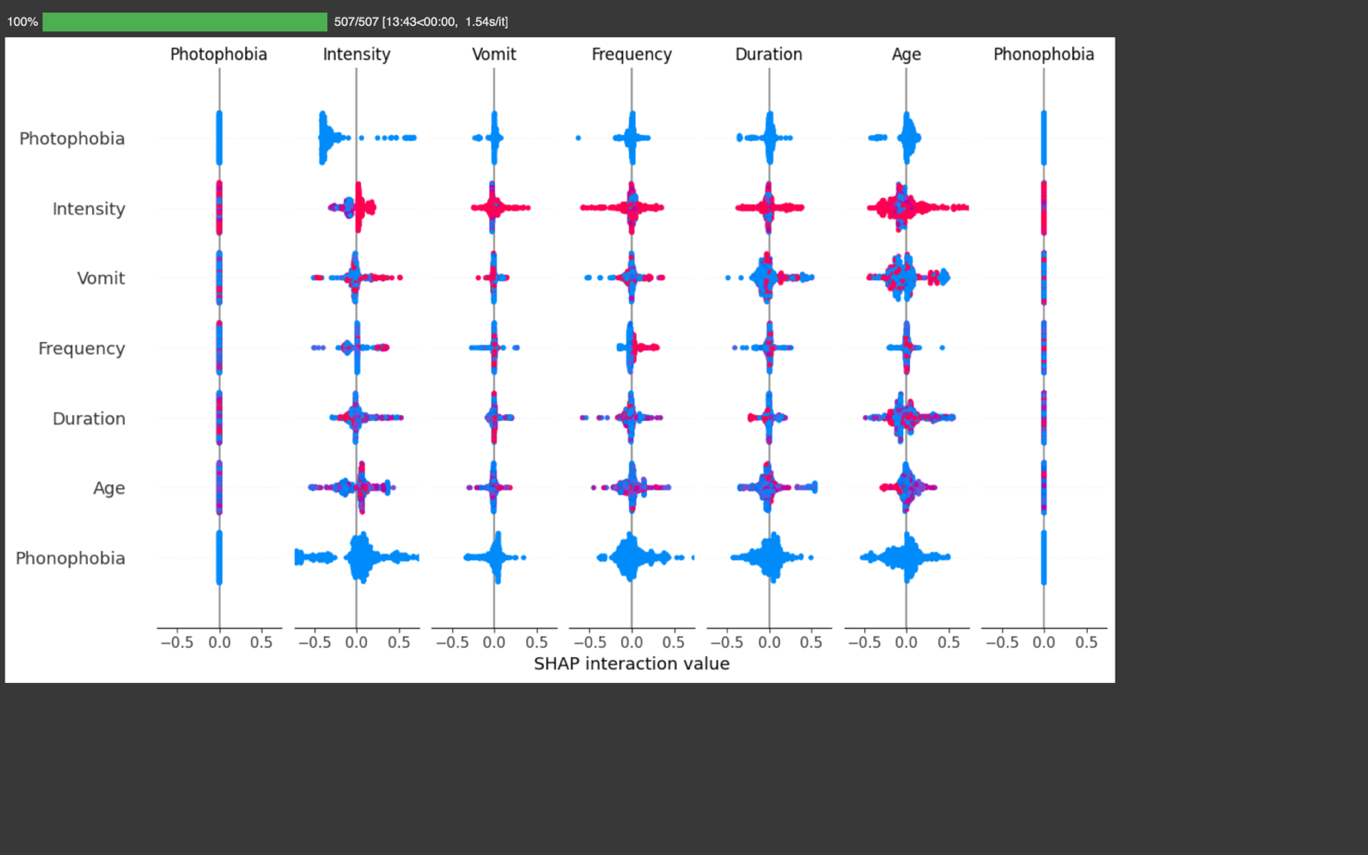 100% 507/507 [13:43<00:00, 1.54s/it]
Photophobia Intensity Vomit Frequency Duration Age Phonophobia
Photophobia
Intensity
Vomit
Frequency
Duration
Age
Phonophobia
−0.5 0.0 0.5 −0.5 0.0 0.5 −0.5 0.0 0.5 −0.5 0.0 0.5 −0.5 0.0 0.5 −0.5 0.0 0.5 −0.5 0.0 0.5
SHAP interaction value